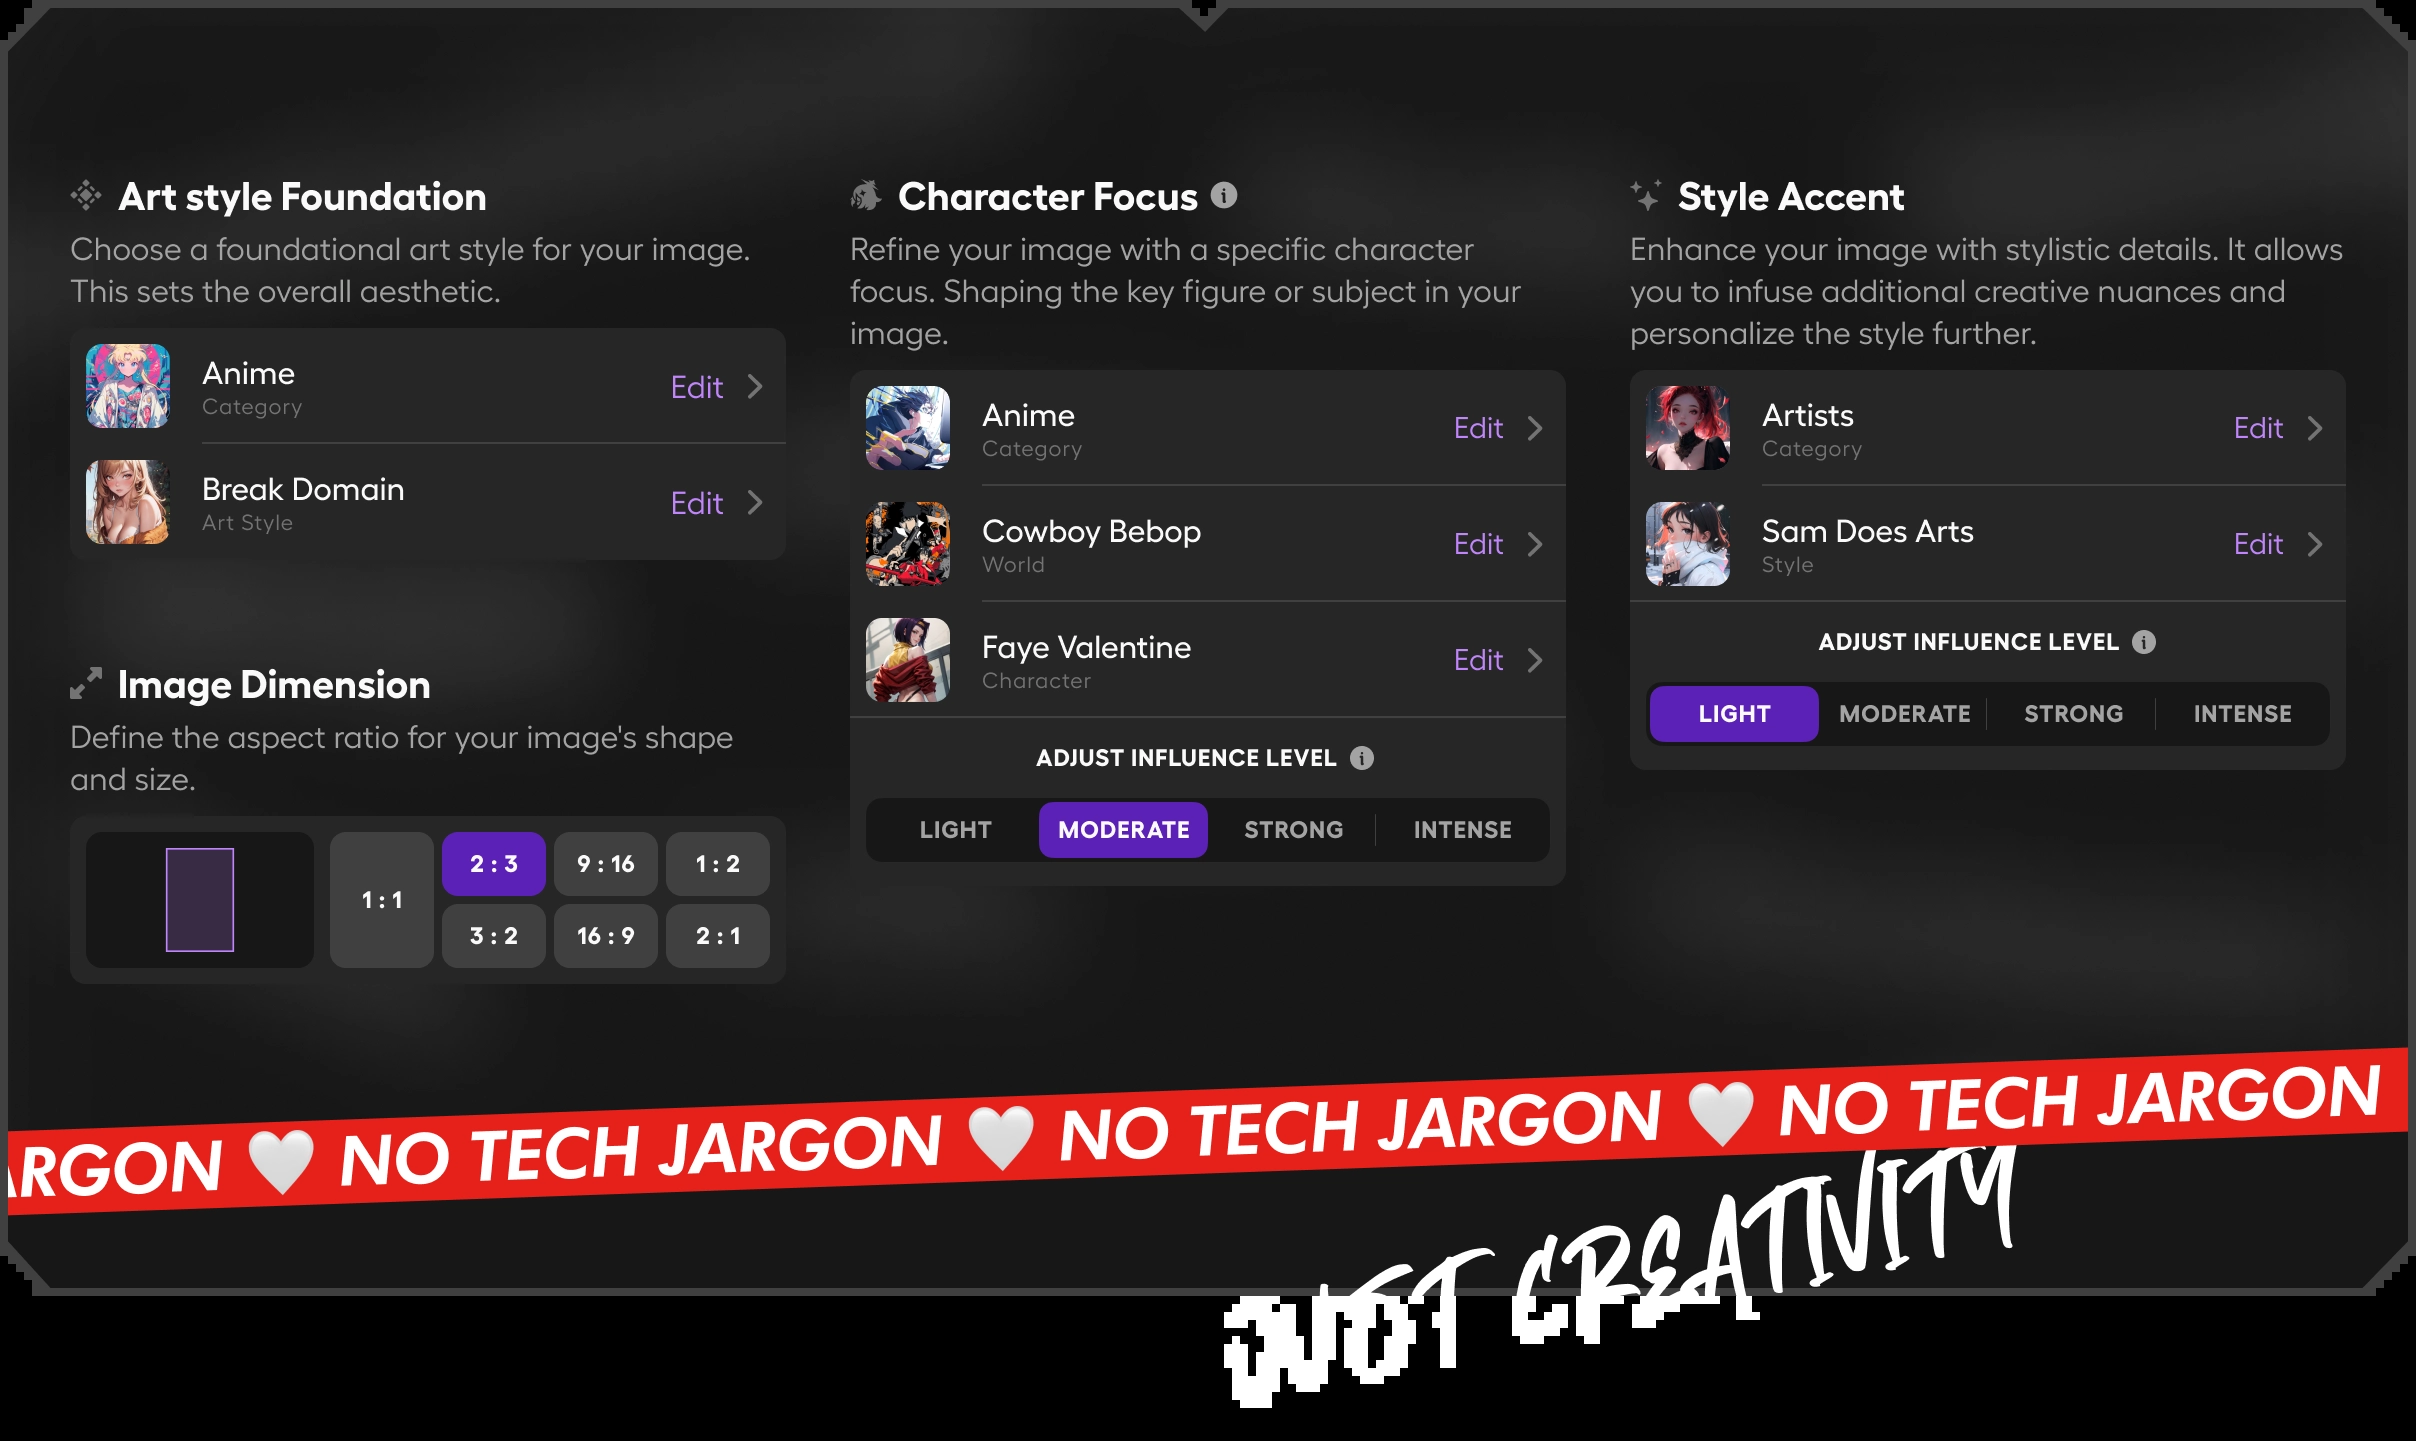 Art style Foundation
Choose a foundational art style for your image.
This sets the overall aesthetic.
Anime
Category
Edit
Break Domain
Art Style
Edit
Image Dimension
Define the aspect ratio for your image's shape
and size.
1 : 1
2 : 3
9 : 16
1 : 2
3 : 2
16 : 9
2 : 1
Character Focus
Refine your image with a specific character
focus. Shaping the key figure or subject in your
image.
Anime
Category
Edit
Cowboy Bebop
World
Edit
Faye Valentine
Character
Edit
ADJUST INFLUENCE LEVEL
LIGHT MODERATE STRONG INTENSE
Style Accent
Enhance your image with stylistic details. It allows
you to infuse additional creative nuances and
personalize the style further.
Artists
Category
Edit
Sam Does Arts
Style
Edit
ADJUST INFLUENCE LEVEL
LIGHT MODERATE STRONG INTENSE
ARGON 🤍 NO TECH JARGON 🤍 NO TECH JARGON 🤍 NO TECH JARGON
JUST CREATIVITY